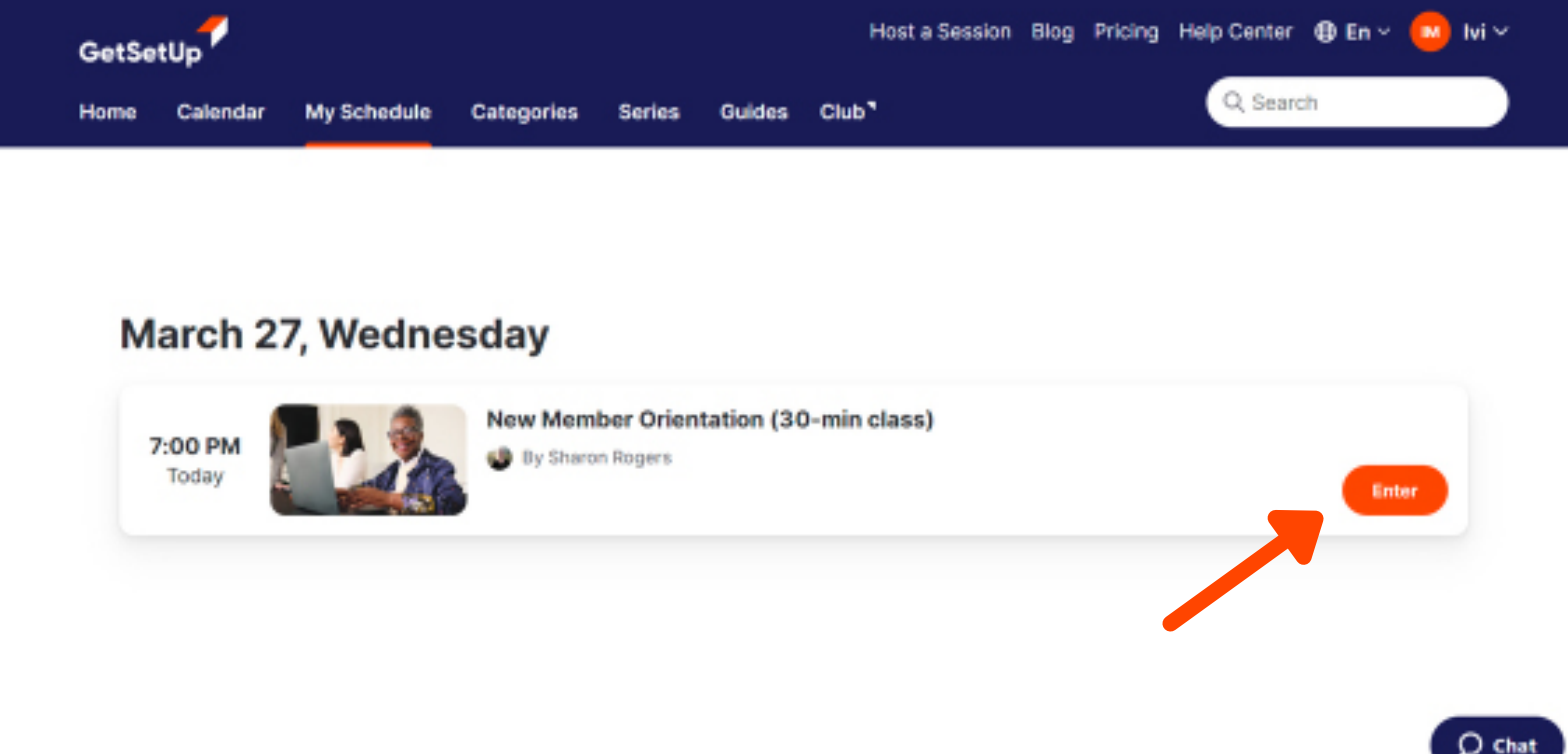 Host a Session Blog Pricing Help Center En IM Ivi
GetSetUp
Home Calendar My Schedule Categories Series Guides Club
Search
March 27, Wednesday
7:00 PM
Today
New Member Orientation (30-min class)
By Sharon Rogers
Enter
Chat